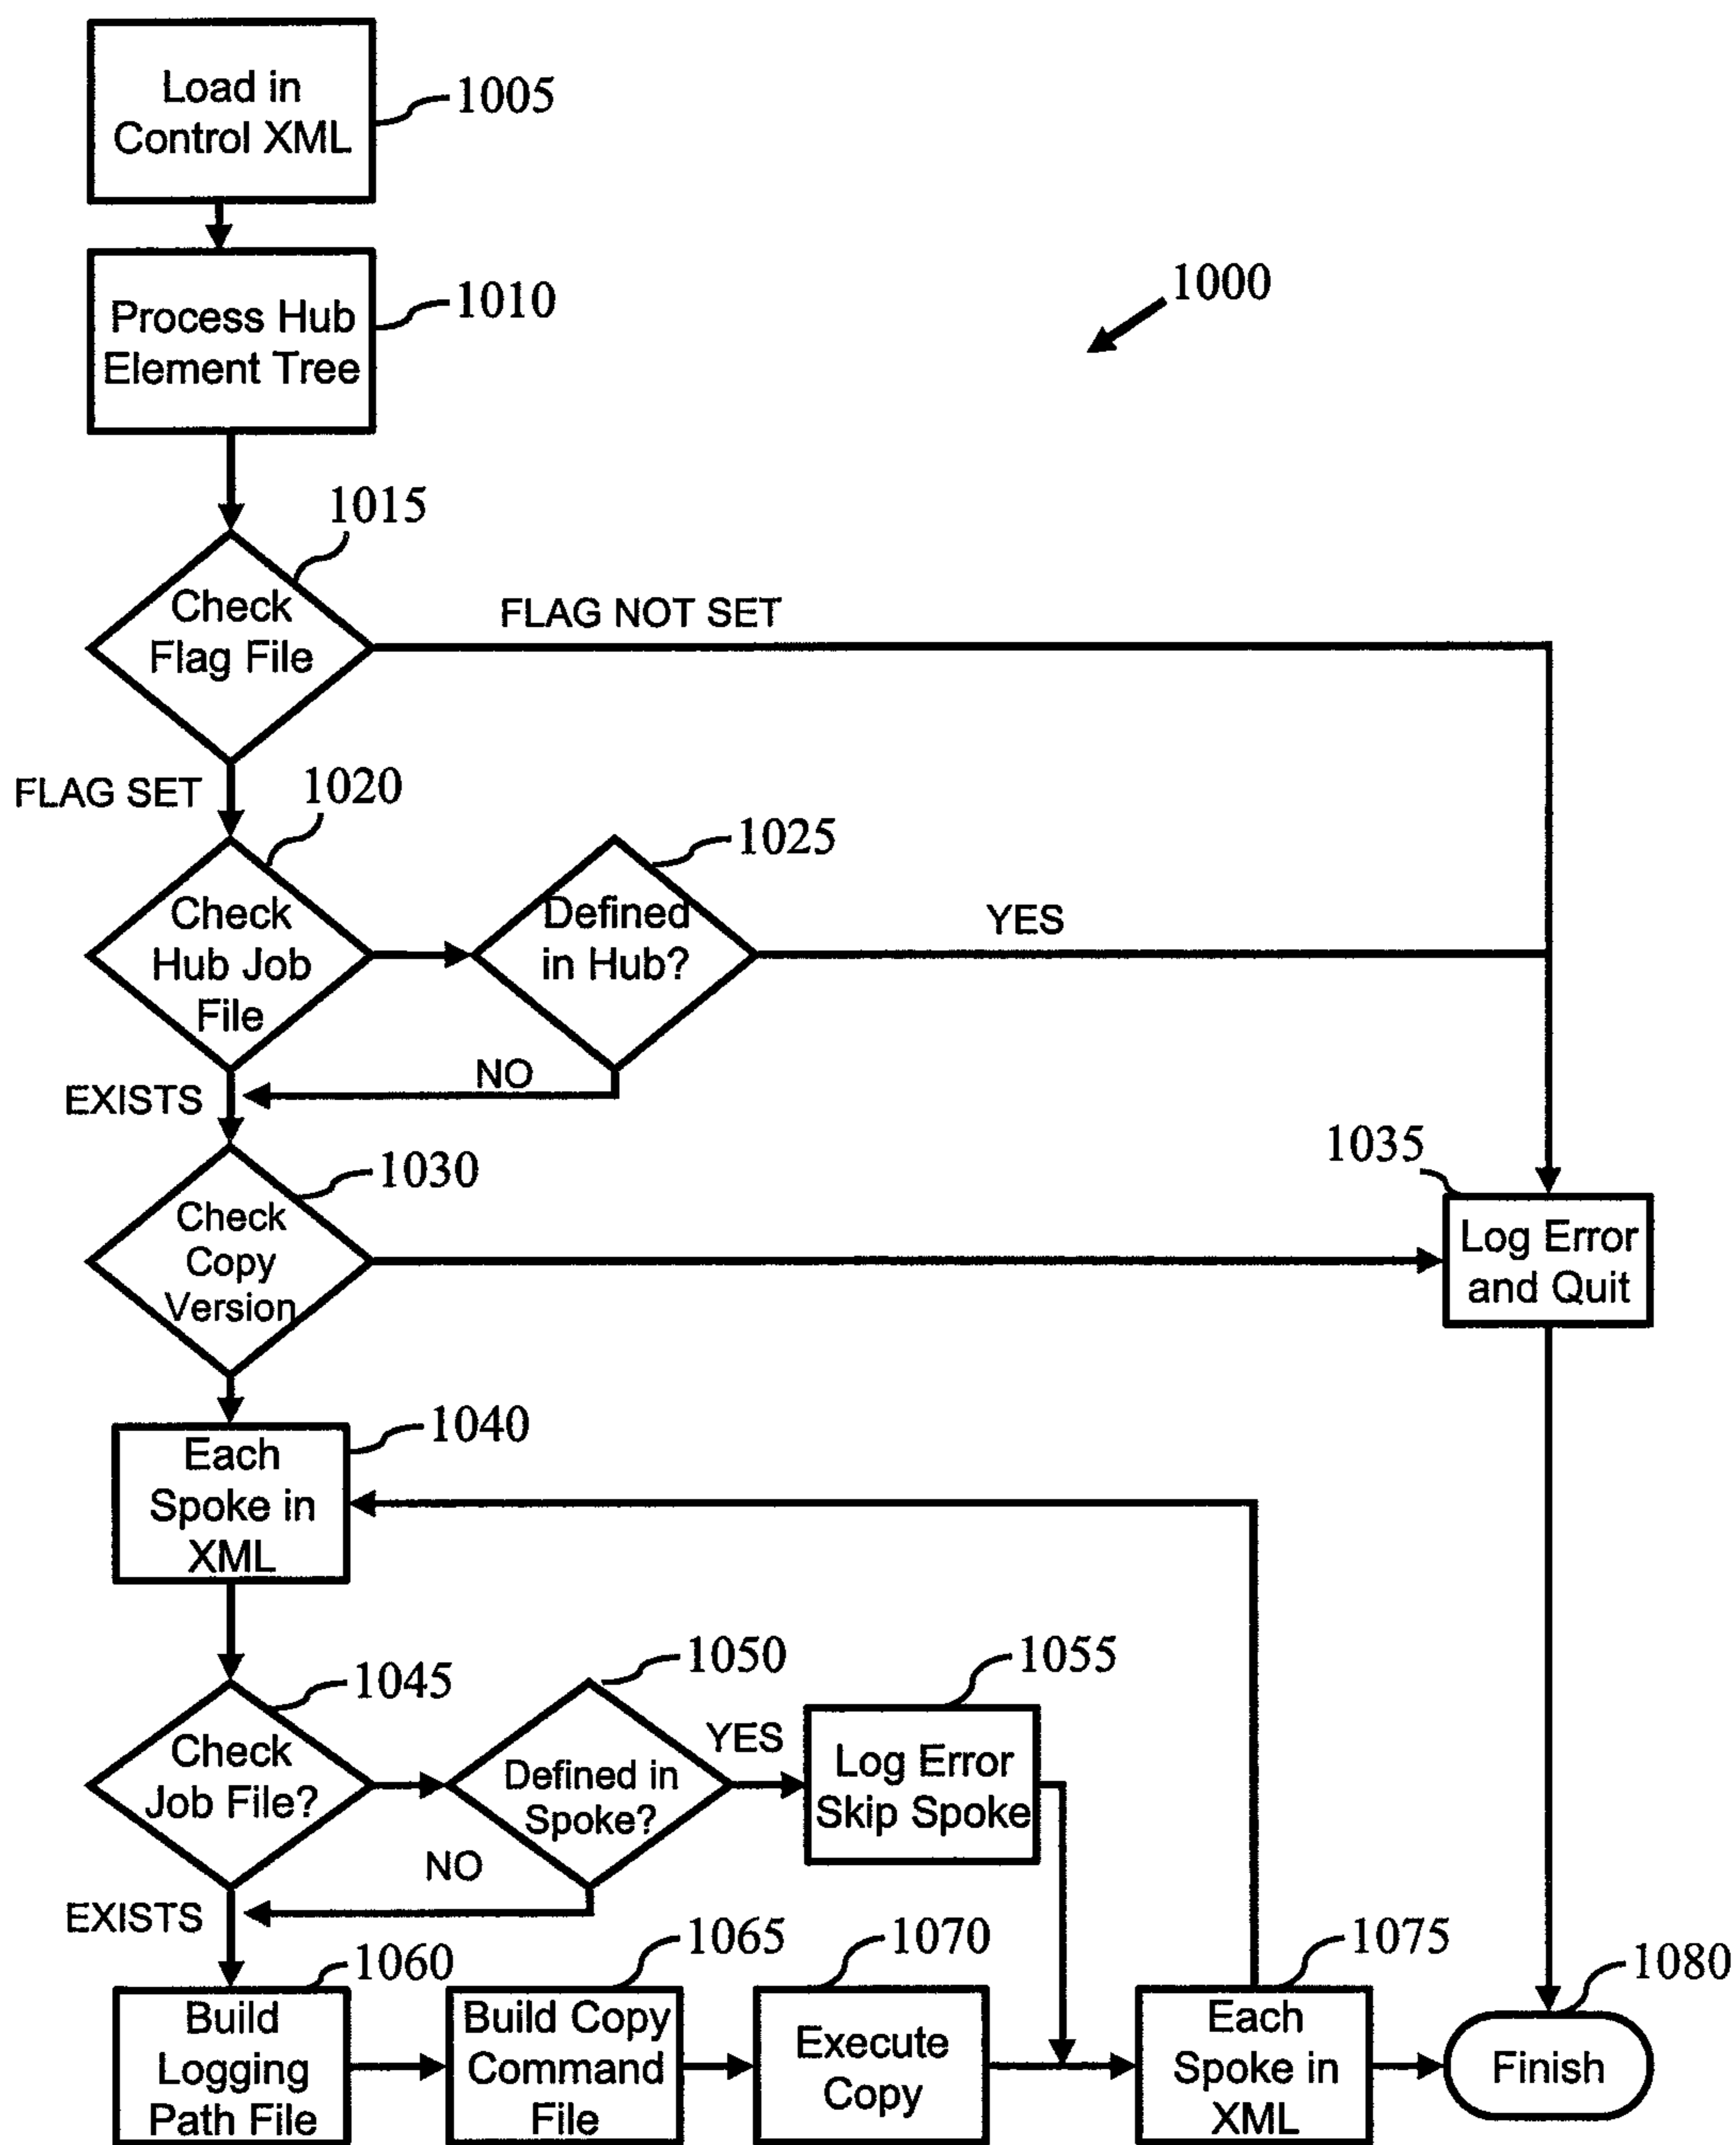 Load in
Control XML
1005
Process Hub
Element Tree
1010
1000
1015
Check
Flag File
FLAG NOT SET
FLAG SET
1020
Check
Hub Job
File
1025
Defined
in Hub?
YES
NO
EXISTS
1030
Check
Copy
Version
1035
Log Error
and Quit
1040
Each
Spoke in
XML
1045
Check
Job File?
1050
Defined in
Spoke?
YES
1055
Log Error
Skip Spoke
NO
EXISTS
1060
Build
Logging
Path File
1065
Build Copy
Command
File
1070
Execute
Copy
1075
Each
Spoke in
XML
1080
Finish